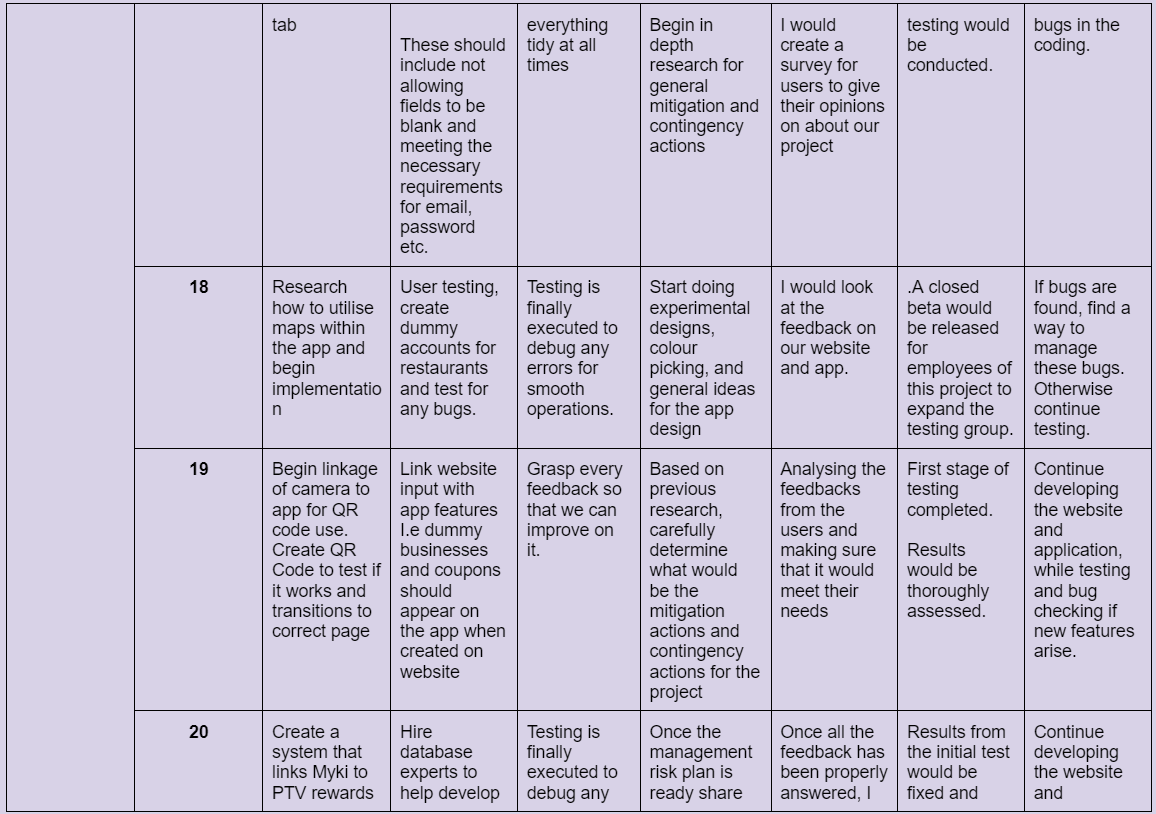 tab
These should
include not
allowing
fields to be
blank and
meeting the
necessary
requirements
for email,
password
etc.
everything
tidy at all
times
Begin in
depth
research for
general
mitigation and
contingency
actions
I would
create a
survey for
users to give
their opinions
on about our
project
testing would
be
conducted.
bugs in the
coding.
18
Research
how to utilise
maps within
the app and
begin
implementatio
n
User testing,
create
dummy
accounts for
restaurants
and test for
any bugs.
Testing is
finally
executed to
debug any
errors for
smooth
operations.
Start doing
experimental
designs,
colour
picking, and
general ideas
for the app
design
I would look
at the
feedback on
our website
and app.
.A closed
beta would
be released
for
employees of
this project to
expand the
testing group.
If bugs are
found, find a
way to
manage
these bugs.
Otherwise
continue
testing.
19
Begin linkage
of camera to
app for QR
code use.
Create QR
Code to test if
it works and
transitions to
correct page
Link website
input with
app features
I.e dummy
businesses
and coupons
should
appear on
the app when
created on
website
Grasp every
feedback so
that we can
improve on
it.
Based on
previous
research,
carefully
determine
what would
be the
mitigation
actions and
contingency
actions for the
project
Analysing the
feedbacks
from the
users and
making sure
that it would
meet their
needs
First stage of
testing
completed.
Results
would be
thoroughly
assessed.
Continue
developing
the website
and
application,
while testing
and bug
checking if
new features
arise.
20
Create a
system that
links Myki to
PTV rewards
Hire
database
experts to
help develop
Testing is
finally
executed to
debug any
Once the
management
risk plan is
ready share
Once all the
feedback has
been properly
answered, I
Results from
the initial test
would be
fixed and
Continue
developing
the website
and